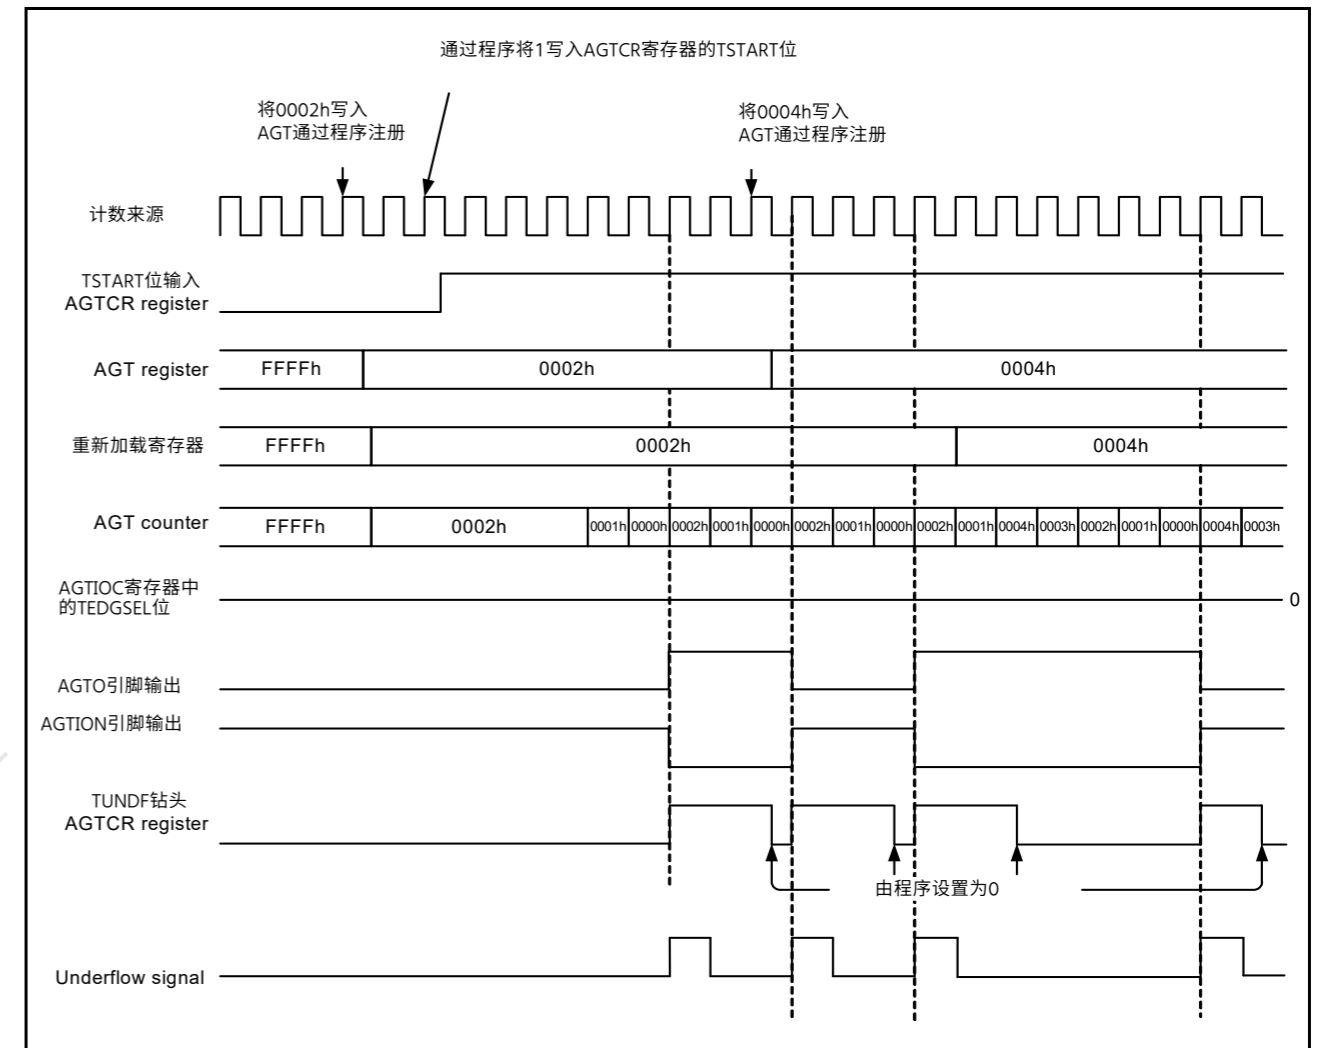 通过程序将1写入AGTCR寄存器的TSTART位
将0002h写入
AGT通过程序注册
将0004h写入
AGT通过程序注册
计数来源
TSTART位输入
AGTCR register
AGT register
FFFFh
0002h
0004h
重新加载寄存器
FFFFh
0002h
0004h
AGT counter
FFFFh
0002h
0001h
0000h
0002h
0001h
0000h
0002h
0001h
0000h
0002h
0001h
0004h
0003h
0002h
0001h
0000h
0004h
0003h
AGTIOC寄存器中
的TEDGSEL位
0
AGTO引脚输出
AGTION引脚输出
TUNDF钻头
AGTCR register
由程序设置为0
Underflow signal